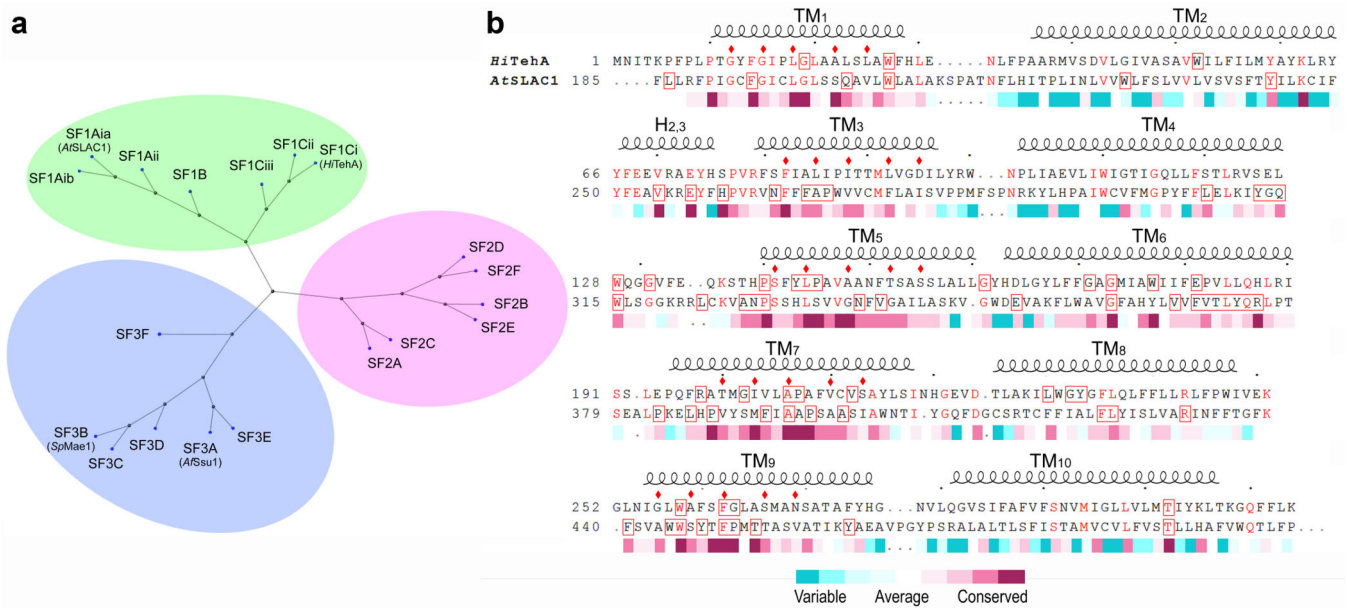 a
SF1Aia
(AtSLAC1)
SF1Aii
SF1Aib
SF1B
SF1Ciii
SF1Cii
SF1Ci
(HiTehA)
SF2D
SF2F
SF2B
SF2E
SF2C
SF2A
SF3F
SF3B
(SpMae1)
SF3C
SF3D
SF3A
(AfSsu1)
SF3E
b
TM1 TM2
HiTehA 1 MNITKPFPLPTGYFGIPLGLAALSLAWFHLE.....NLFPAARMVSDVLGIVASAVWILFILMYAYKLRY
AtSLAC1 185 ....FLLRFPIGCFGICLGLSSQAVLWLALAKSPATNFLHITPLINLVVWLFSLVVLVSVSFTYILKCIF
H2,3 TM3 TM4
66 YFEEVRAEYHSPVRFSFIALIPITTMLVGDILYRW...NPLIAEVLIWIGTIGQLLFSTLRVSEL
250 YFEAVKREYFHPVRVNFFFAPWVVCMFLAISVPPMFSPNRKYLHPAIWCVFMGPYFFLELKIYGQ
TM5 TM6
128 WQGGVFE..QKSTHPSFYLPAVAANFTSASSLALLGYHDLGYLFFGAGMIAWIIFEPVLLQHLRI
315 WLSGGKRRLCKVANPSSHLSVVGNFVGAILASKV.GWDEVAKFLWAVGFAHYLVVFVTLYQRLPT
TM7 TM8
191 SS.LEPQFRATMGIVLAPAFVCVSAYLSINHGEVD.TLAKILWGYGFLQLFFLLRLFPWIVEK
379 SEALPKELHPVYSMFIAAPSAASIAWNTI.YGQFDGCSRTCFFIALFLYISLVARINFFTGFK
TM9 TM10
252 GLNIGLWAFSFGLASMANSATAFYHG..NVLQGVSIFAFVFSNVMIGLLVLMTIYKLTKGQFFLK
440 .FSVAWWSYTFPMTTASVATIKYAEAVPGYPSRALALTLSFISTAMVCVLFVSTLLHAFVWQTLFP...
Variable Average Conserved